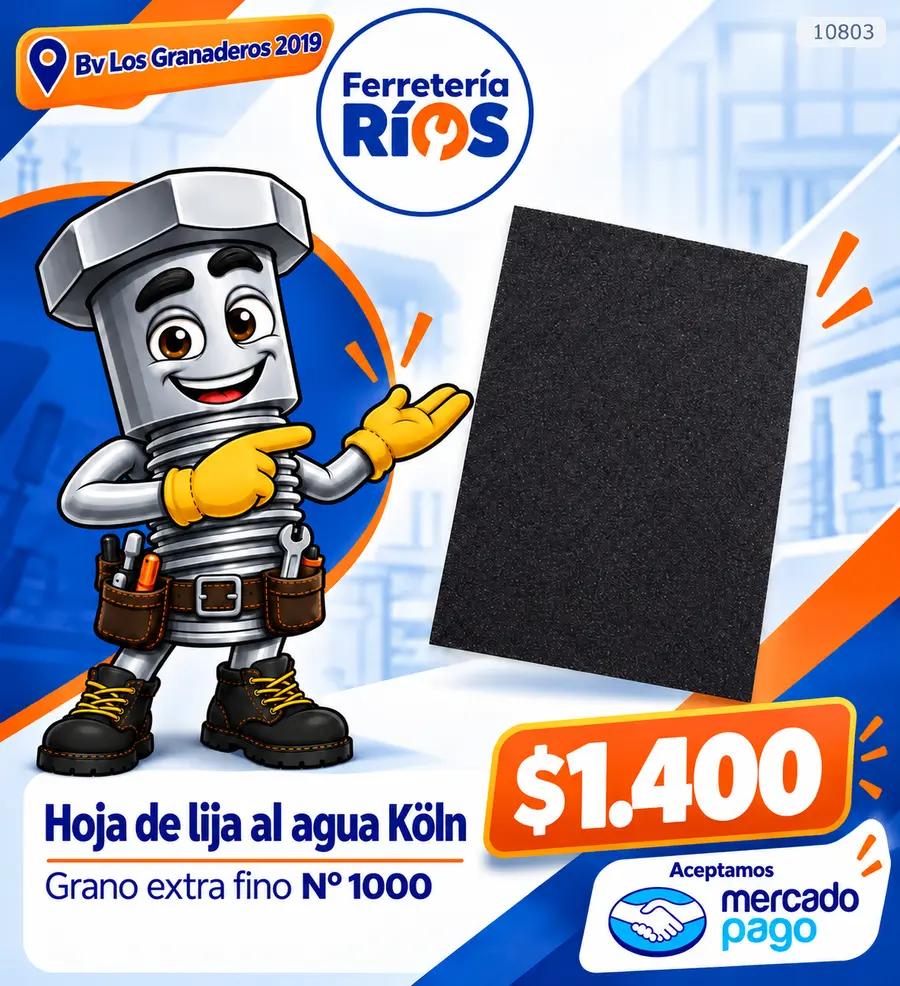 Bv Los Granaderos 2019
Ferretería
Ríos
10803
$1.400
Hoja de lija al agua Köln
Grano extra fino N° 1000
Aceptamos
mercado
pago